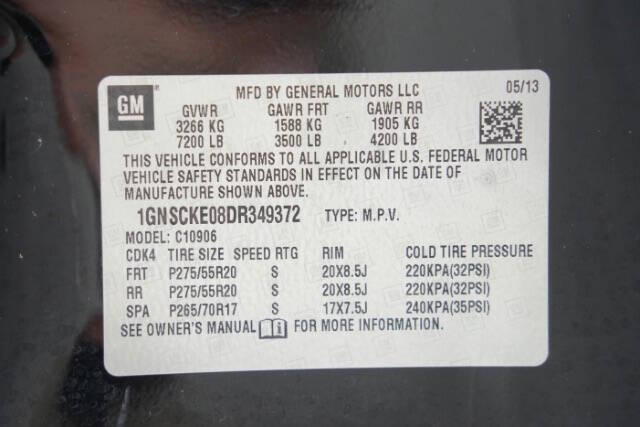 GM
MFD BY GENERAL MOTORS LLC 05/13
GVWR GAWR FRT GAWR RR
3266 KG 1588 KG 1905 KG
7200 LB 3500 LB 4200 LB
THIS VEHICLE CONFORMS TO ALL APPLICABLE U.S. FEDERAL MOTOR
VEHICLE SAFETY STANDARDS IN EFFECT ON THE DATE OF
MANUFACTURE SHOWN ABOVE.
1GNSCKE08DR349372 TYPE: M.P.V.
MODEL: C10906
CDK4 TIRE SIZE SPEED RTG RIM COLD TIRE PRESSURE
FRT P275/55R20 S 20X8.5J 220KPA(32PSI)
RR P275/55R20 S 20X8.5J 220KPA(32PSI)
SPA P265/70R17 S 17X7.5J 240KPA(35PSI)
SEE OWNER'S MANUAL FOR MORE INFORMATION.